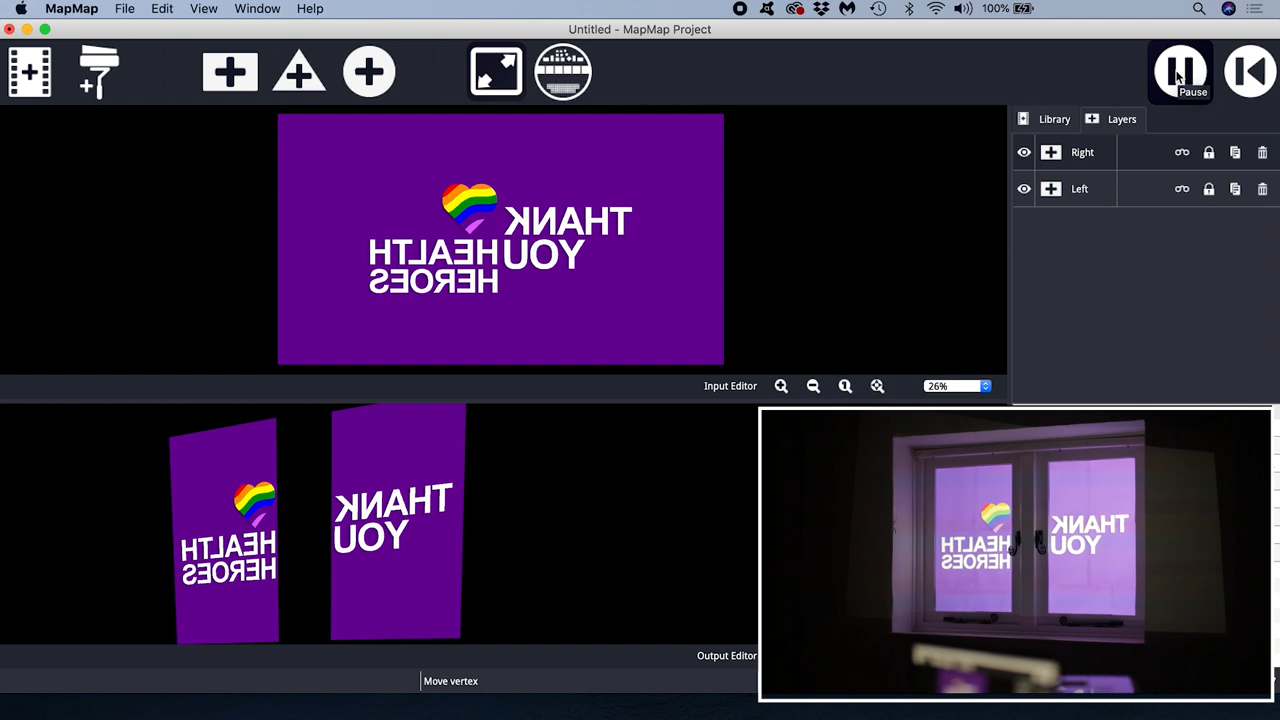 MapMap File Edit View Window Help 100%
Untitled - MapMap Project
Pause
Library Layers
Right
Left
THANK
HEALTH YOU
HEROES
Input Editor 26%
THANK
YOU
HEALTH
HEROES
THANK
YOU
HEALTH
HEROES
Output Editor
Move vertex